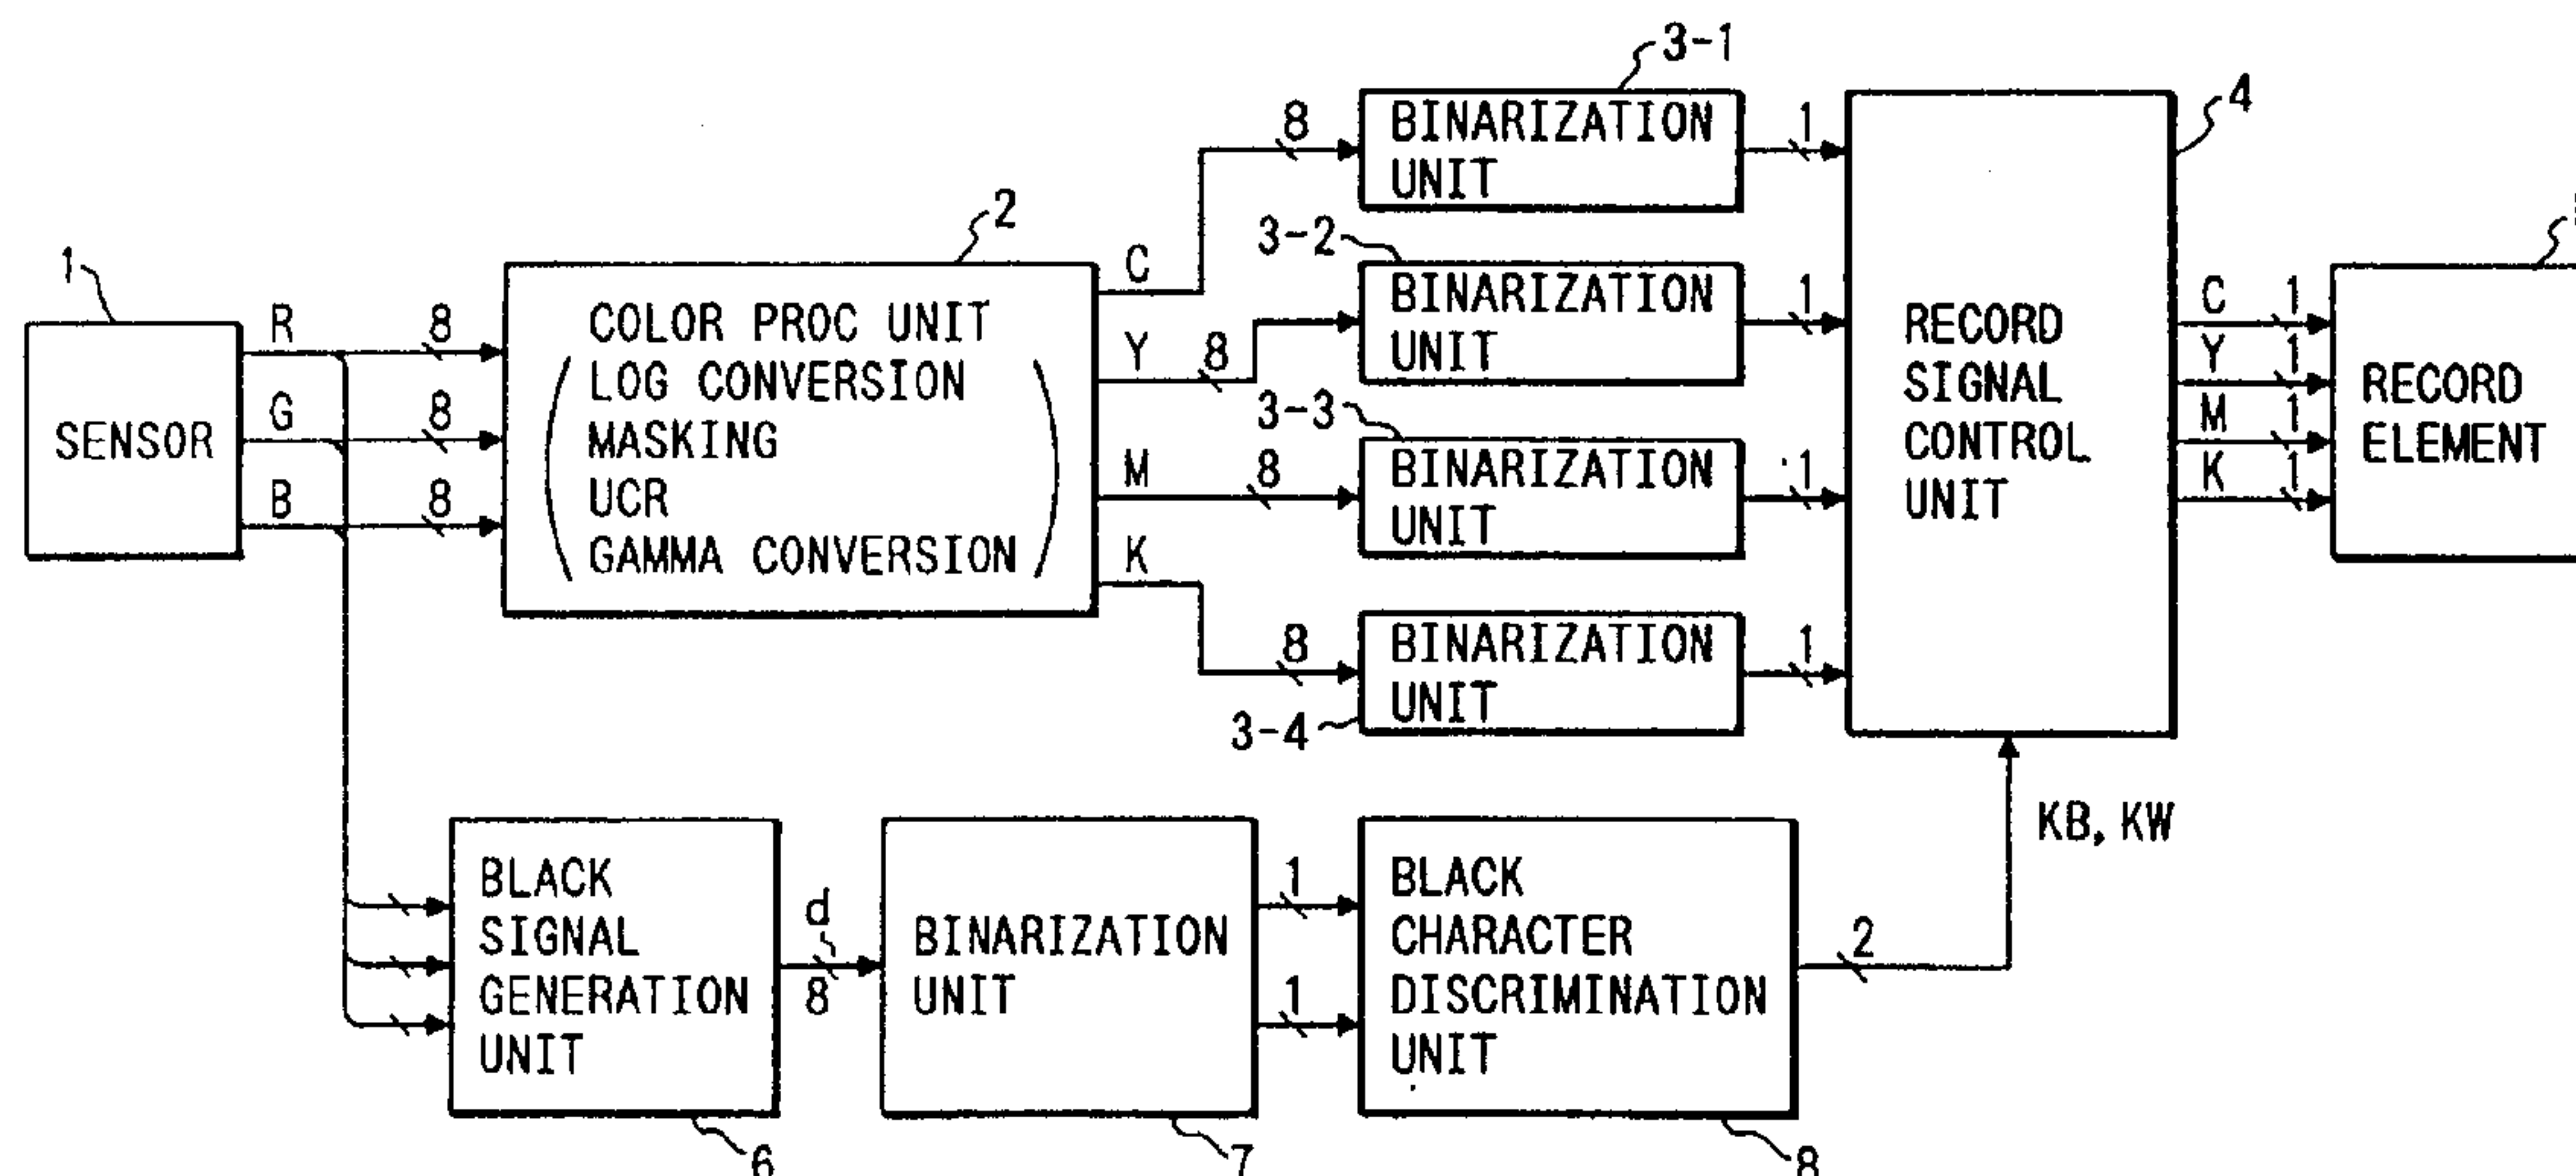 3-1
8
BINARIZATION
UNIT
1
4
2
3-2
1
C
BINARIZATION
UNIT
1
R
8
COLOR PROC UNIT
LOG CONVERSION
MASKING
UCR
GAMMA CONVERSION
Y
8
RECORD
SIGNAL
CONTROL
UNIT
C
1
Y
1
M
1
K
1
RECORD
ELEMENT
SENSOR
G
8
3-3
B
8
M
8
BINARIZATION
UNIT
1
K
8
BINARIZATION
UNIT
1
3-4
KB, KW
BLACK
SIGNAL
GENERATION
UNIT
d
8
BINARIZATION
UNIT
1
1
BLACK
CHARACTER
DISCRIMINATION
UNIT
2
6
7
8